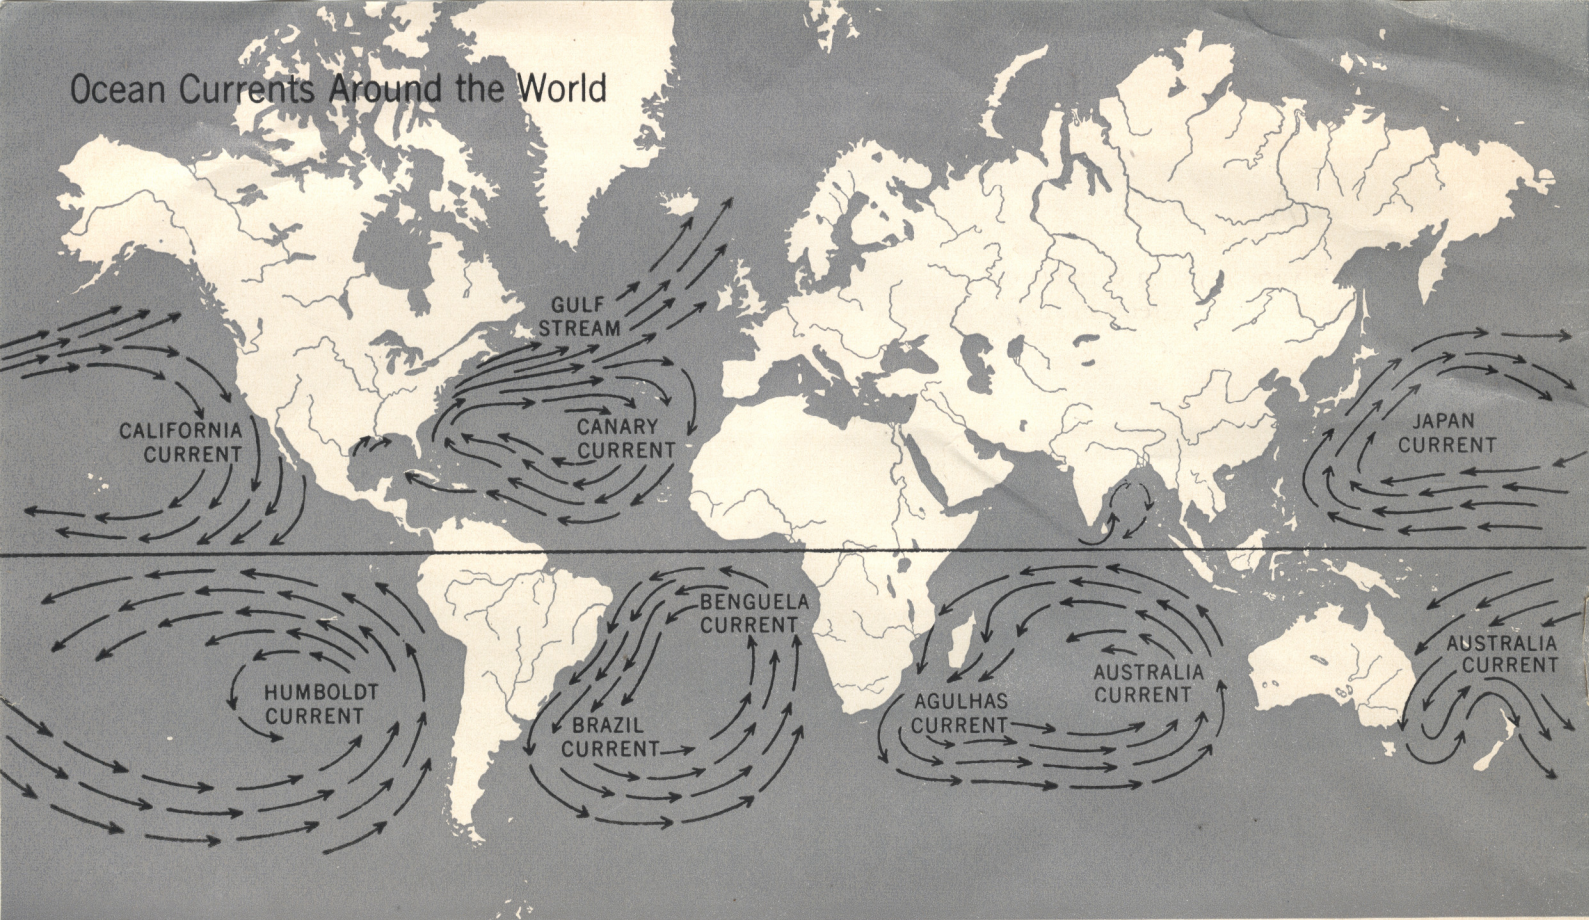 Ocean Currents Around the World
GULF
STREAM
CALIFORNIA
CURRENT
CANARY
CURRENT
JAPAN
CURRENT
BENGUELA
CURRENT
HUMBOLDT
CURRENT
BRAZIL
CURRENT
AGULHAS
CURRENT
AUSTRALIA
CURRENT
AUSTRALIA
CURRENT